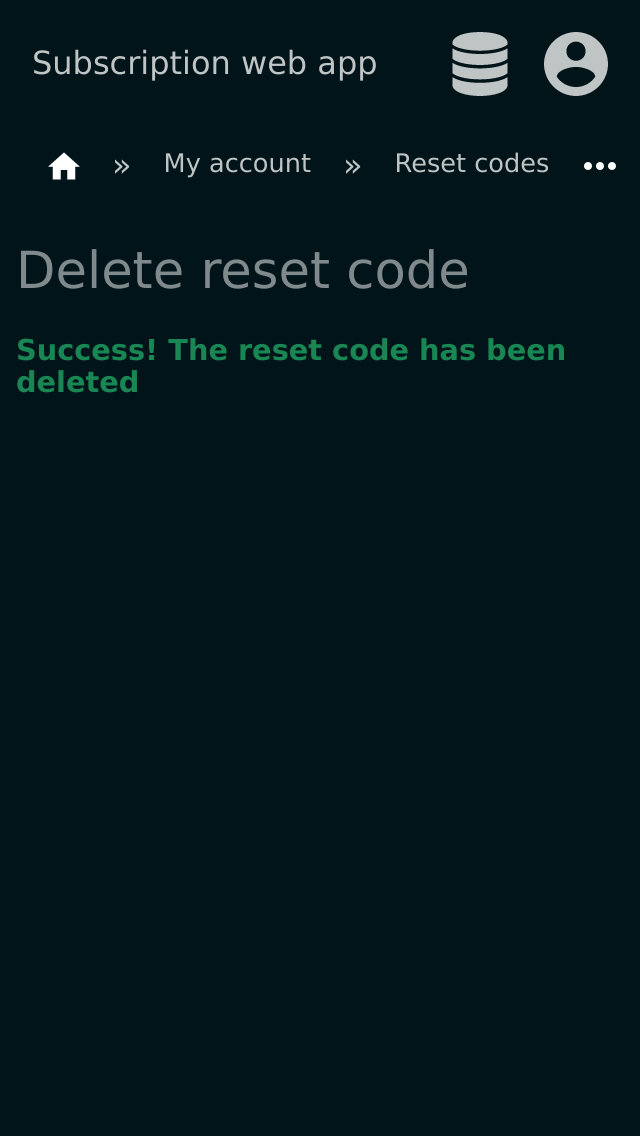 Subscription web app
» My account » Reset codes •••
Delete reset code
Success! The reset code has been
deleted